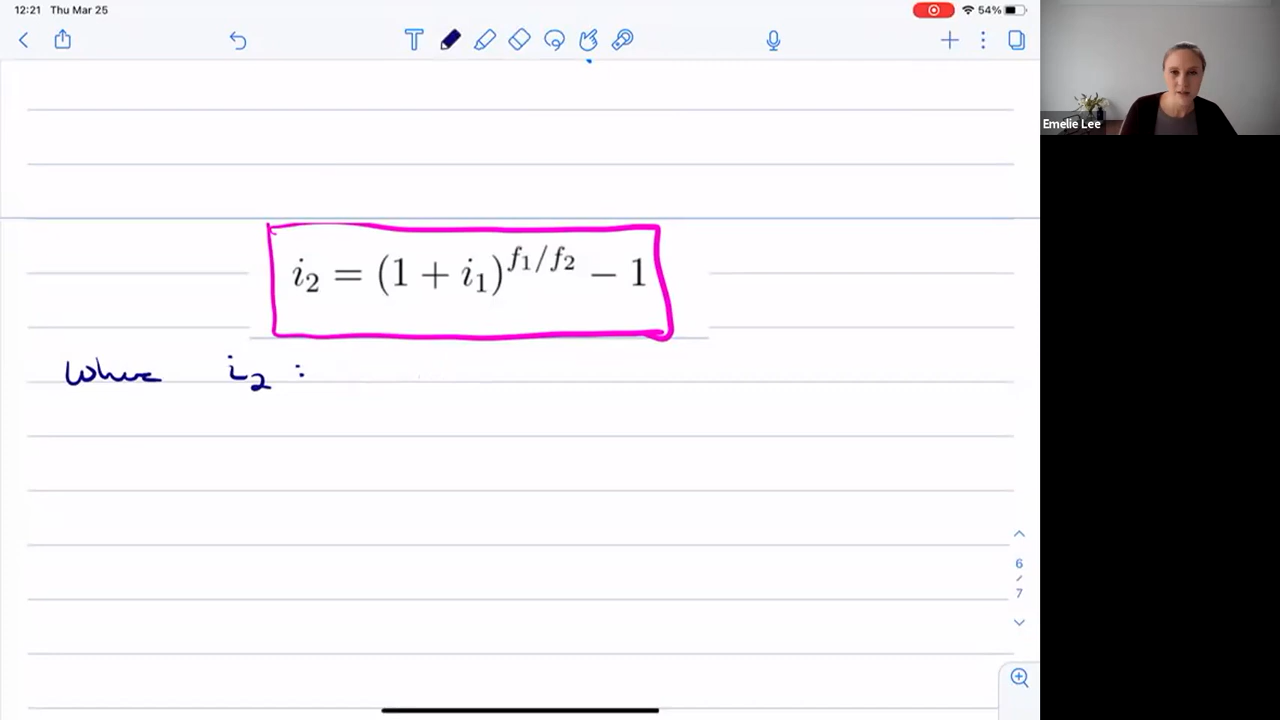 12:21 Thu Mar 25
54%
T
Emelie Lee
i₂ = (1 + i₁)^{f₁/f₂} − 1
where i₂ :
6
/
7